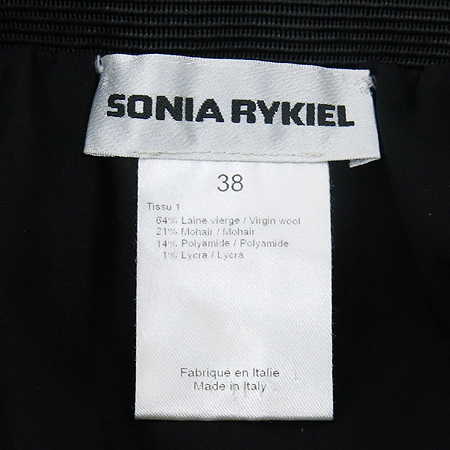 SONIA RYKIEL
38
Tissu 1
64% Laine vierge / Virgin wool
21% Mohair / Mohair
14% Polyamide / Polyamide
1% Lycra / Lycra
Fabrique en Italie
Made in Italy